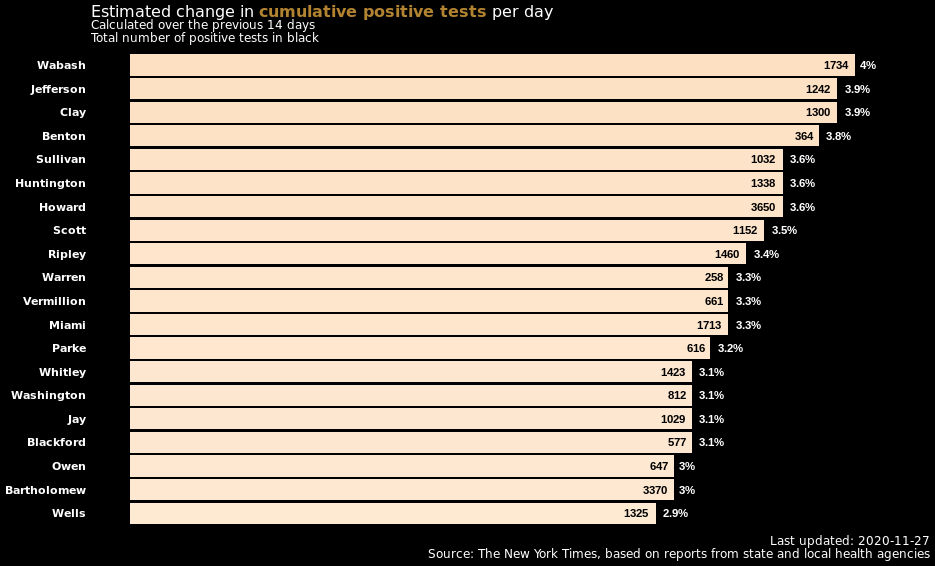 Estimated change in cumulative positive tests per day
Calculated over the previous 14 days
Total number of positive tests in black
Wabash 1734 4%
Jefferson 1242 3.9%
Clay 1300 3.9%
Benton 364 3.8%
Sullivan 1032 3.6%
Huntington 1338 3.6%
Howard 3650 3.6%
Scott 1152 3.5%
Ripley 1460 3.4%
Warren 258 3.3%
Vermillion 661 3.3%
Miami 1713 3.3%
Parke 616 3.2%
Whitley 1423 3.1%
Washington 812 3.1%
Jay 1029 3.1%
Blackford 577 3.1%
Owen 647 3%
Bartholomew 3370 3%
Wells 1325 2.9%
Last updated: 2020-11-27
Source: The New York Times, based on reports from state and local health agencies